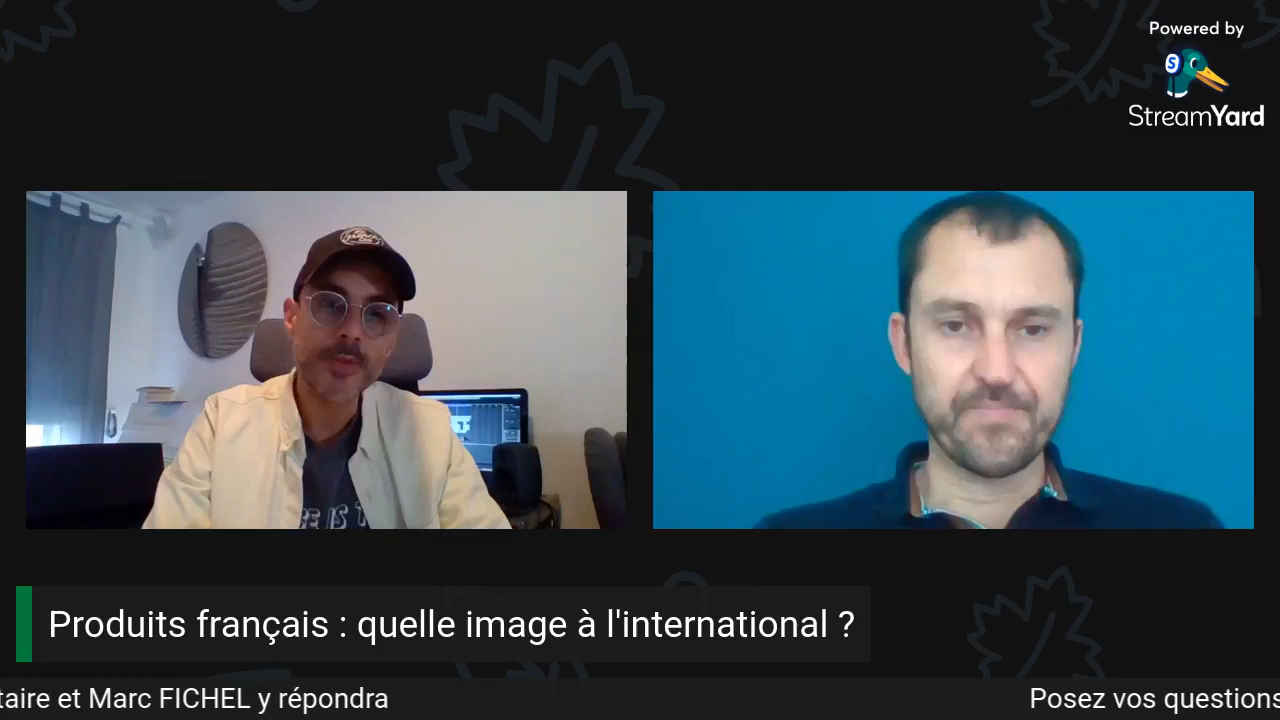 Powered by
StreamYard
Produits français : quelle image à l'international ?
taire et Marc FICHEL y répondra
Posez vos questions